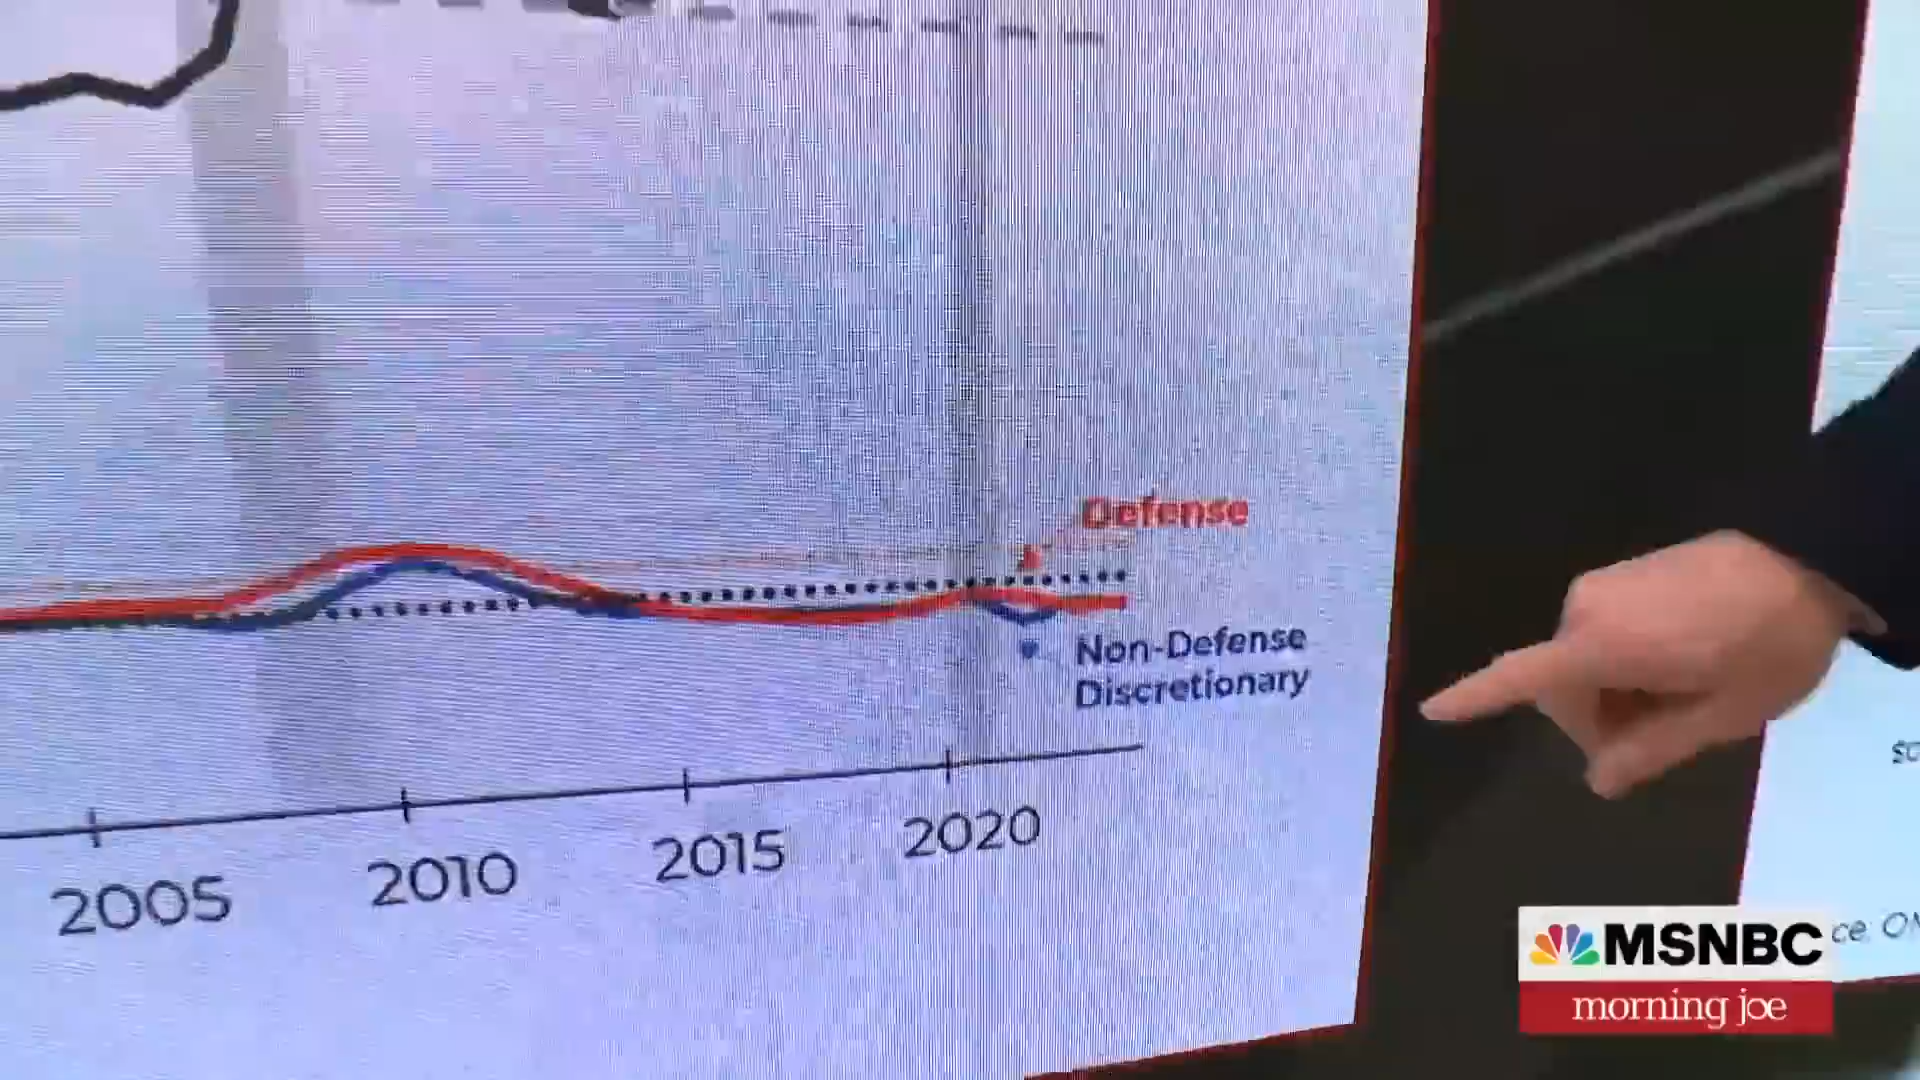 Defense
Non-Defense
Discretionary
2005
2010
2015
2020
MSNBC
morning joe